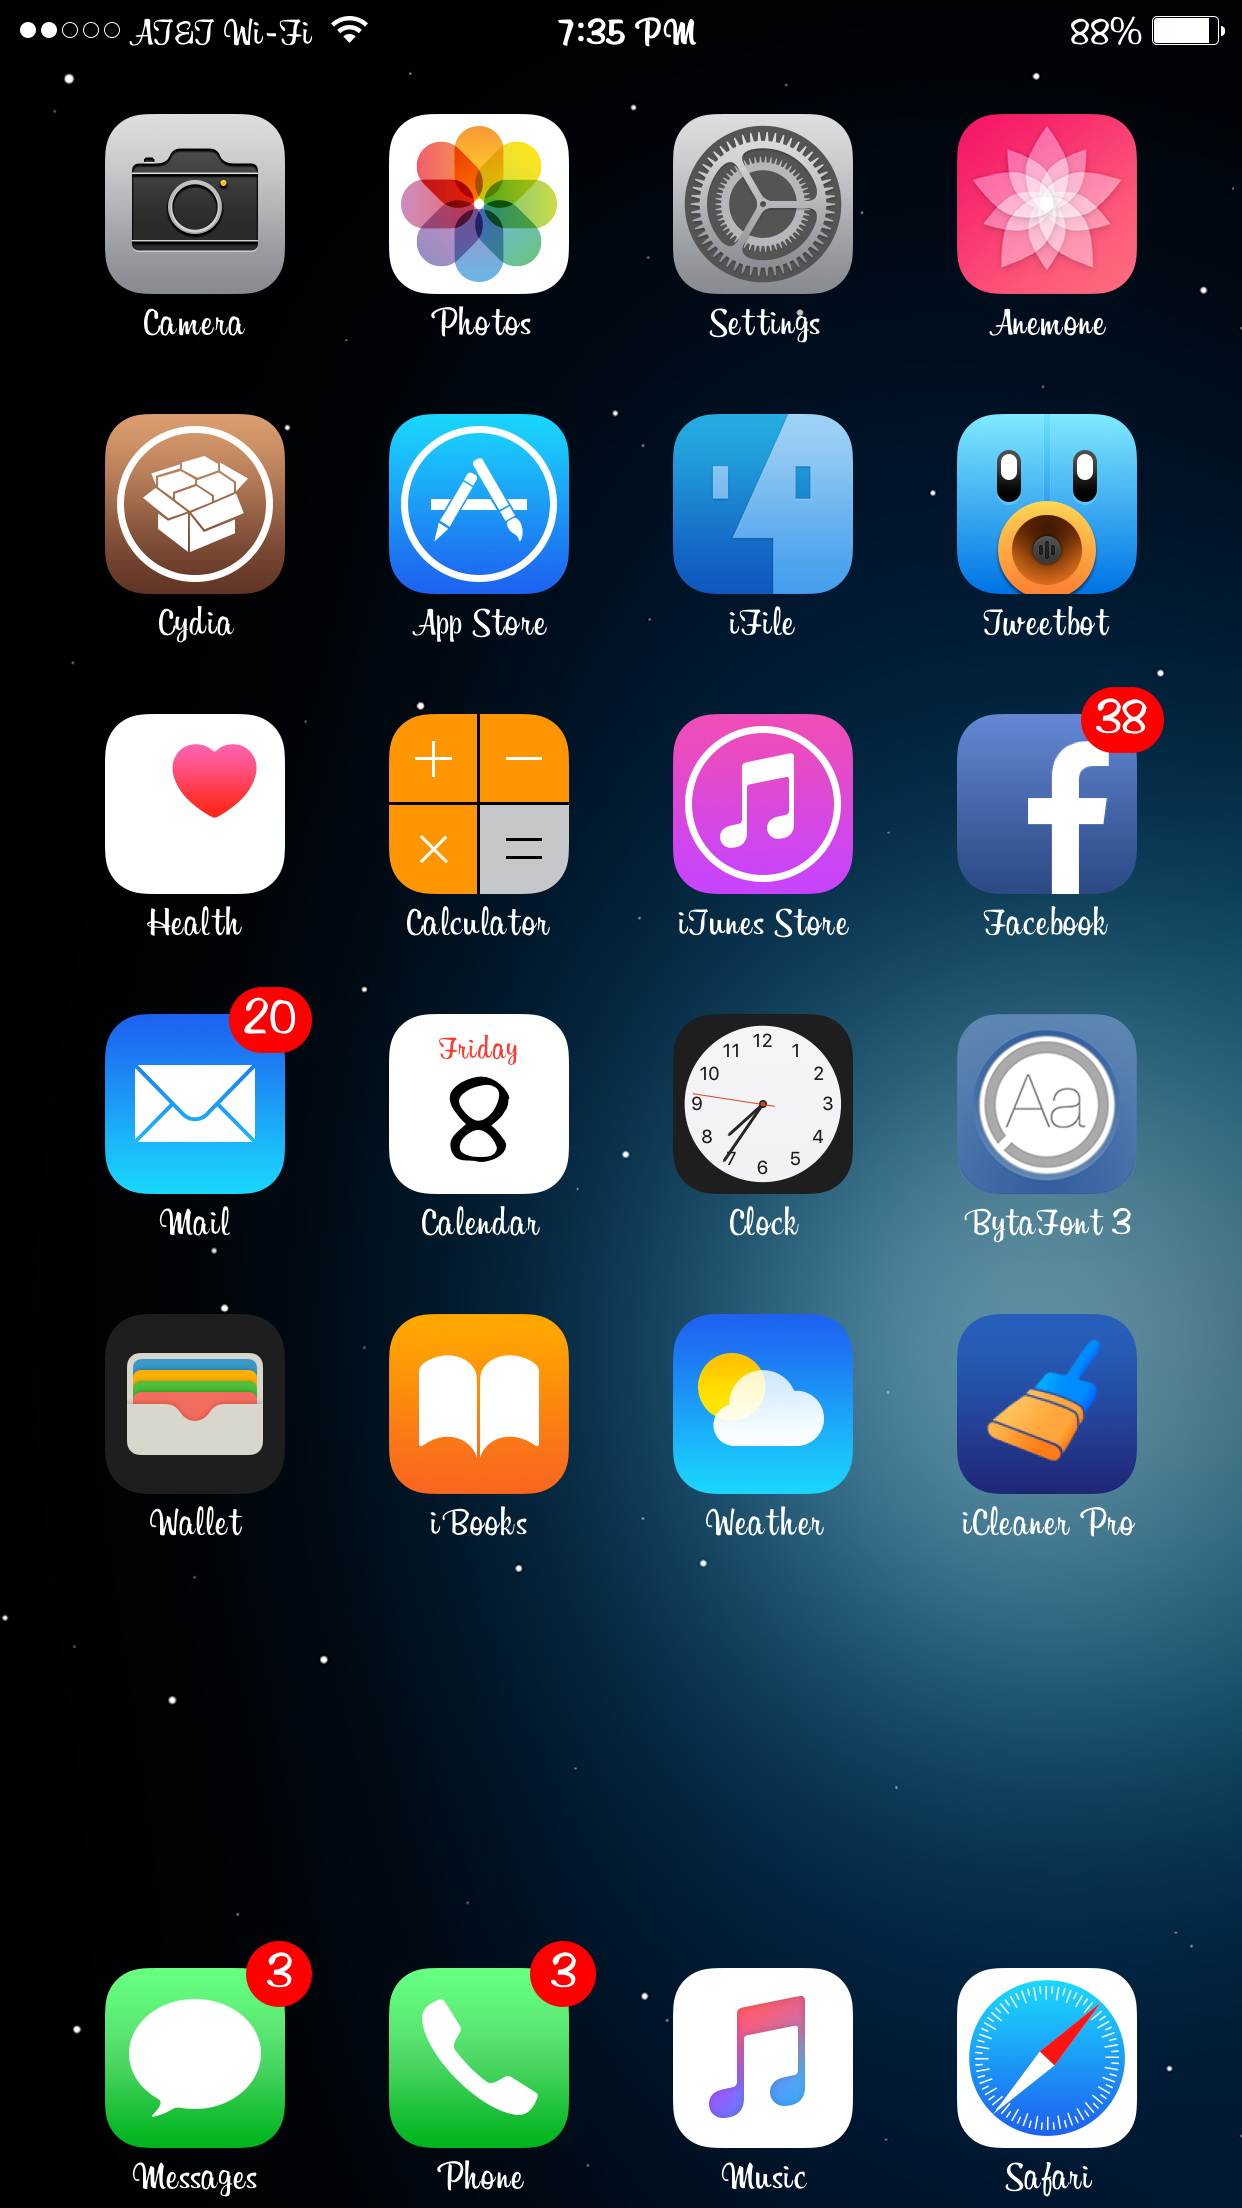 AT&T Wi-Fi 7:35 PM 88%
Camera Photos Settings Anemone
Cydia App Store iFile Tweetbot
38
Health Calculator iTunes Store Facebook
20
Friday
8
12
11 1
10 2
9 3
8 4
7 5
6
Aa
Mail Calendar Clock BytaFont 3
Wallet iBooks Weather iCleaner Pro
3 3
Messages Phone Music Safari